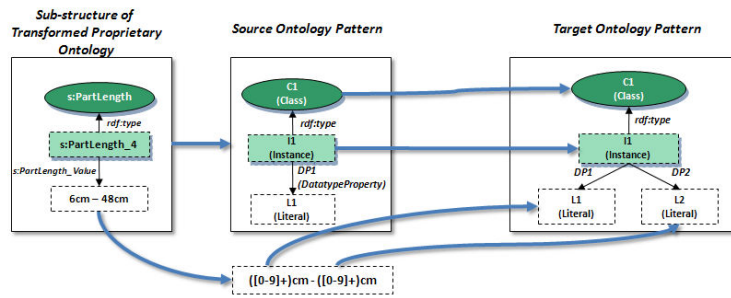 Sub-structure of
Transformed Proprietary
Ontology
Source Ontology Pattern
Target Ontology Pattern
s:PartLength
rdf:type
s:PartLength_4
s:PartLength_Value
6cm – 48cm
C1
(Class)
rdf:type
I1
(Instance)
DP1
(DatatypeProperty)
L1
(Literal)
C1
(Class)
rdf:type
I1
(Instance)
DP1
DP2
L1
(Literal)
L2
(Literal)
([0-9]+)cm - ([0-9]+)cm